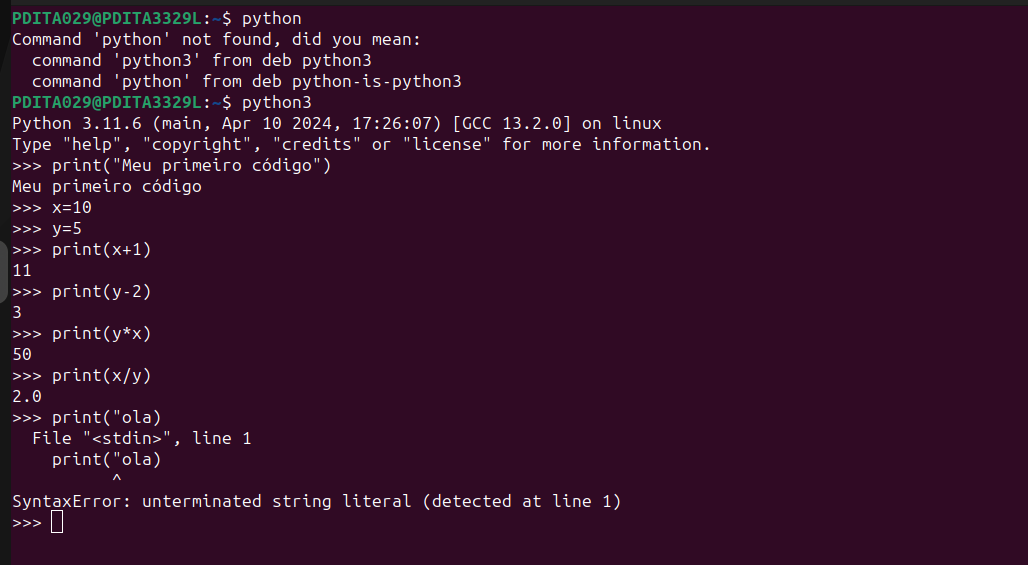 PDITA029@PDITA3329L:~$ python
Command 'python' not found, did you mean:
  command 'python3' from deb python3
  command 'python' from deb python-is-python3
PDITA029@PDITA3329L:~$ python3
Python 3.11.6 (main, Apr 10 2024, 17:26:07) [GCC 13.2.0] on linux
Type "help", "copyright", "credits" or "license" for more information.
>>> print("Meu primeiro código")
Meu primeiro código
>>> x=10
>>> y=5
>>> print(x+1)
11
>>> print(y-2)
3
>>> print(y*x)
50
>>> print(x/y)
2.0
>>> print("ola)
  File "<stdin>", line 1
    print("ola)
          ^
SyntaxError: unterminated string literal (detected at line 1)
>>>